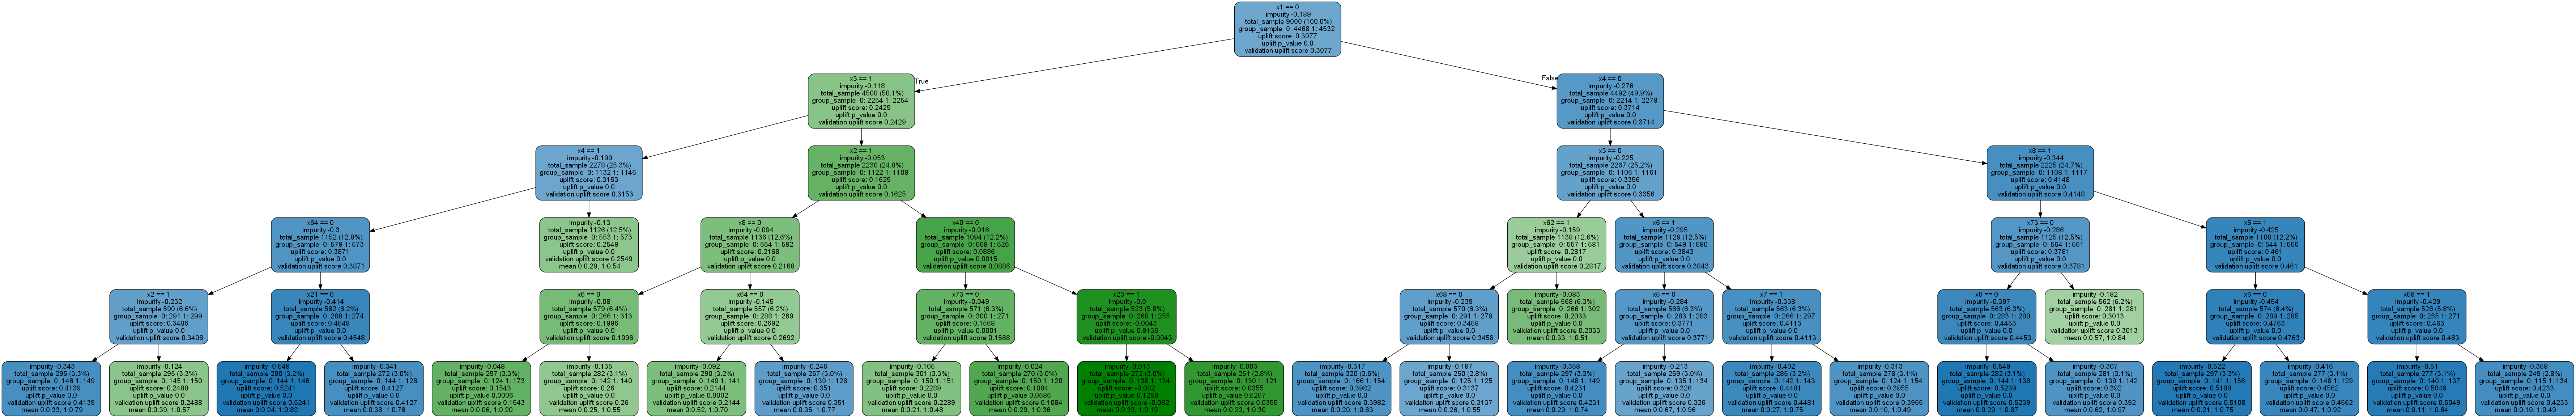 x1 == 0
impurity -0.189
total_sample 9000 (100.0%)
group_sample 0: 4468 1: 4532
uplift score: 0.3077
uplift p_value 0.0
validation uplift score 0.3077
True
False
x3 == 1
impurity -0.118
total_sample 4508 (50.1%)
group_sample 0: 2254 1: 2254
uplift score: 0.2429
uplift p_value 0.0
validation uplift score 0.2429
x4 == 0
impurity -0.276
total_sample 4492 (49.9%)
group_sample 0: 2214 1: 2278
uplift score: 0.3714
uplift p_value 0.0
validation uplift score 0.3714
x4 == 1
impurity -0.199
total_sample 2278 (25.3%)
group_sample 0: 1132 1: 1146
uplift score: 0.3153
uplift p_value 0.0
validation uplift score 0.3153
x2 == 1
impurity -0.053
total_sample 2230 (24.8%)
group_sample 0: 1122 1: 1108
uplift score: 0.1625
uplift p_value 0.0
validation uplift score 0.1625
x3 == 0
impurity -0.225
total_sample 2267 (25.2%)
group_sample 0: 1106 1: 1161
uplift score: 0.3356
uplift p_value 0.0
validation uplift score 0.3356
x8 == 1
impurity -0.344
total_sample 2225 (24.7%)
group_sample 0: 1108 1: 1117
uplift score: 0.4148
uplift p_value 0.0
validation uplift score 0.4148
x64 == 0
impurity -0.3
total_sample 1152 (12.8%)
group_sample 0: 579 1: 573
uplift score: 0.3871
uplift p_value 0.0
validation uplift score 0.3871
impurity -0.13
total_sample 1126 (12.5%)
group_sample 0: 553 1: 573
uplift score: 0.2549
uplift p_value 0.0
validation uplift score 0.2549
mean 0:0.29, 1:0.54
x8 == 0
impurity -0.094
total_sample 1136 (12.6%)
group_sample 0: 554 1: 582
uplift score: 0.2168
uplift p_value 0.0
validation uplift score 0.2168
x40 == 0
impurity -0.016
total_sample 1094 (12.2%)
group_sample 0: 568 1: 526
uplift score: 0.0886
uplift p_value 0.0015
validation uplift score 0.0886
x62 == 1
impurity -0.159
total_sample 1138 (12.6%)
group_sample 0: 557 1: 581
uplift score: 0.2817
uplift p_value 0.0
validation uplift score 0.2817
x6 == 1
impurity -0.295
total_sample 1129 (12.5%)
group_sample 0: 549 1: 580
uplift score: 0.3843
uplift p_value 0.0
validation uplift score 0.3843
x73 == 0
impurity -0.286
total_sample 1125 (12.5%)
group_sample 0: 564 1: 561
uplift score: 0.3781
uplift p_value 0.0
validation uplift score 0.3781
x5 == 1
impurity -0.425
total_sample 1100 (12.2%)
group_sample 0: 544 1: 556
uplift score: 0.461
uplift p_value 0.0
validation uplift score 0.461
x2 == 1
impurity -0.232
total_sample 590 (6.6%)
group_sample 0: 291 1: 299
uplift score: 0.3406
uplift p_value 0.0
validation uplift score 0.3406
x21 == 0
impurity -0.414
total_sample 562 (6.2%)
group_sample 0: 288 1: 274
uplift score: 0.4548
uplift p_value 0.0
validation uplift score 0.4548
x6 == 0
impurity -0.08
total_sample 579 (6.4%)
group_sample 0: 266 1: 313
uplift score: 0.1996
uplift p_value 0.0
validation uplift score 0.1996
x64 == 0
impurity -0.145
total_sample 557 (6.2%)
group_sample 0: 288 1: 269
uplift score: 0.2692
uplift p_value 0.0
validation uplift score 0.2692
x73 == 0
impurity -0.049
total_sample 571 (6.3%)
group_sample 0: 300 1: 271
uplift score: 0.1568
uplift p_value 0.0001
validation uplift score 0.1568
x23 == 1
impurity -0.0
total_sample 523 (5.8%)
group_sample 0: 268 1: 255
uplift score: -0.0043
uplift p_value 0.9135
validation uplift score -0.0043
x68 == 0
impurity -0.239
total_sample 570 (6.3%)
group_sample 0: 291 1: 279
uplift score: 0.3458
uplift p_value 0.0
validation uplift score 0.3458
impurity -0.083
total_sample 568 (6.3%)
group_sample 0: 266 1: 302
uplift score: 0.2033
uplift p_value 0.0
validation uplift score 0.2033
mean 0:0.33, 1:0.51
x5 == 0
impurity -0.284
total_sample 566 (6.3%)
group_sample 0: 283 1: 283
uplift score: 0.3771
uplift p_value 0.0
validation uplift score 0.3771
x7 == 1
impurity -0.338
total_sample 563 (6.3%)
group_sample 0: 266 1: 297
uplift score: 0.4113
uplift p_value 0.0
validation uplift score 0.4113
x6 == 0
impurity -0.397
total_sample 563 (6.3%)
group_sample 0: 283 1: 280
uplift score: 0.4453
uplift p_value 0.0
validation uplift score 0.4453
impurity -0.182
total_sample 562 (6.2%)
group_sample 0: 281 1: 281
uplift score: 0.3013
uplift p_value 0.0
validation uplift score 0.3013
mean 0:0.57, 1:0.84
x6 == 0
impurity -0.454
total_sample 574 (6.4%)
group_sample 0: 289 1: 285
uplift score: 0.4763
uplift p_value 0.0
validation uplift score 0.4763
x58 == 1
impurity -0.429
total_sample 526 (5.8%)
group_sample 0: 255 1: 271
uplift score: 0.463
uplift p_value 0.0
validation uplift score 0.463
impurity -0.343
total_sample 295 (3.3%)
group_sample 0: 146 1: 149
uplift score: 0.4139
uplift p_value 0.0
validation uplift score 0.4139
mean 0:0.33, 1:0.79
impurity -0.124
total_sample 295 (3.3%)
group_sample 0: 145 1: 150
uplift score: 0.2488
uplift p_value 0.0
validation uplift score 0.2488
mean 0:0.39, 1:0.57
impurity -0.549
total_sample 290 (3.2%)
group_sample 0: 144 1: 146
uplift score: 0.5241
uplift p_value 0.0
validation uplift score 0.5241
mean 0:0.24, 1:0.82
impurity -0.341
total_sample 272 (3.0%)
group_sample 0: 144 1: 128
uplift score: 0.4127
uplift p_value 0.0
validation uplift score 0.4127
mean 0:0.38, 1:0.76
impurity -0.048
total_sample 297 (3.3%)
group_sample 0: 124 1: 173
uplift score: 0.1543
uplift p_value 0.0006
validation uplift score 0.1543
mean 0:0.06, 1:0.20
impurity -0.135
total_sample 282 (3.1%)
group_sample 0: 142 1: 140
uplift score: 0.26
uplift p_value 0.0
validation uplift score 0.26
mean 0:0.25, 1:0.55
impurity -0.092
total_sample 290 (3.2%)
group_sample 0: 149 1: 141
uplift score: 0.2144
uplift p_value 0.0002
validation uplift score 0.2144
mean 0:0.52, 1:0.70
impurity -0.246
total_sample 267 (3.0%)
group_sample 0: 139 1: 128
uplift score: 0.351
uplift p_value 0.0
validation uplift score 0.351
mean 0:0.35, 1:0.77
impurity -0.105
total_sample 301 (3.3%)
group_sample 0: 150 1: 151
uplift score: 0.2289
uplift p_value 0.0
validation uplift score 0.2289
mean 0:0.21, 1:0.48
impurity -0.024
total_sample 270 (3.0%)
group_sample 0: 150 1: 120
uplift score: 0.1084
uplift p_value 0.0586
validation uplift score 0.1084
mean 0:0.29, 1:0.36
impurity -0.013
total_sample 272 (3.0%)
group_sample 0: 138 1: 134
uplift score: -0.082
uplift p_value 0.1258
validation uplift score -0.082
mean 0:0.33, 1:0.19
impurity -0.003
total_sample 251 (2.8%)
group_sample 0: 130 1: 121
uplift score: 0.0355
uplift p_value 0.5267
validation uplift score 0.0355
mean 0:0.23, 1:0.30
impurity -0.317
total_sample 320 (3.6%)
group_sample 0: 166 1: 154
uplift score: 0.3982
uplift p_value 0.0
validation uplift score 0.3982
mean 0:0.20, 1:0.63
impurity -0.197
total_sample 250 (2.8%)
group_sample 0: 125 1: 125
uplift score: 0.3137
uplift p_value 0.0
validation uplift score 0.3137
mean 0:0.26, 1:0.55
impurity -0.358
total_sample 297 (3.3%)
group_sample 0: 148 1: 149
uplift score: 0.4231
uplift p_value 0.0
validation uplift score 0.4231
mean 0:0.29, 1:0.74
impurity -0.213
total_sample 269 (3.0%)
group_sample 0: 135 1: 134
uplift score: 0.326
uplift p_value 0.0
validation uplift score 0.326
mean 0:0.67, 1:0.96
impurity -0.402
total_sample 285 (3.2%)
group_sample 0: 142 1: 143
uplift score: 0.4481
uplift p_value 0.0
validation uplift score 0.4481
mean 0:0.27, 1:0.75
impurity -0.313
total_sample 278 (3.1%)
group_sample 0: 124 1: 154
uplift score: 0.3955
uplift p_value 0.0
validation uplift score 0.3955
mean 0:0.10, 1:0.49
impurity -0.549
total_sample 282 (3.1%)
group_sample 0: 144 1: 138
uplift score: 0.5239
uplift p_value 0.0
validation uplift score 0.5239
mean 0:0.29, 1:0.87
impurity -0.307
total_sample 281 (3.1%)
group_sample 0: 139 1: 142
uplift score: 0.392
uplift p_value 0.0
validation uplift score 0.392
mean 0:0.62, 1:0.97
impurity -0.522
total_sample 297 (3.3%)
group_sample 0: 141 1: 156
uplift score: 0.5108
uplift p_value 0.0
validation uplift score 0.5108
mean 0:0.21, 1:0.75
impurity -0.416
total_sample 277 (3.1%)
group_sample 0: 148 1: 129
uplift score: 0.4562
uplift p_value 0.0
validation uplift score 0.4562
mean 0:0.47, 1:0.92
impurity -0.51
total_sample 277 (3.1%)
group_sample 0: 140 1: 137
uplift score: 0.5049
uplift p_value 0.0
validation uplift score 0.5049
mean 0:0.11, 1:0.64
impurity -0.358
total_sample 249 (2.8%)
group_sample 0: 115 1: 134
uplift score: 0.4233
uplift p_value 0.0
validation uplift score 0.4233
mean 0:0.10, 1:0.49